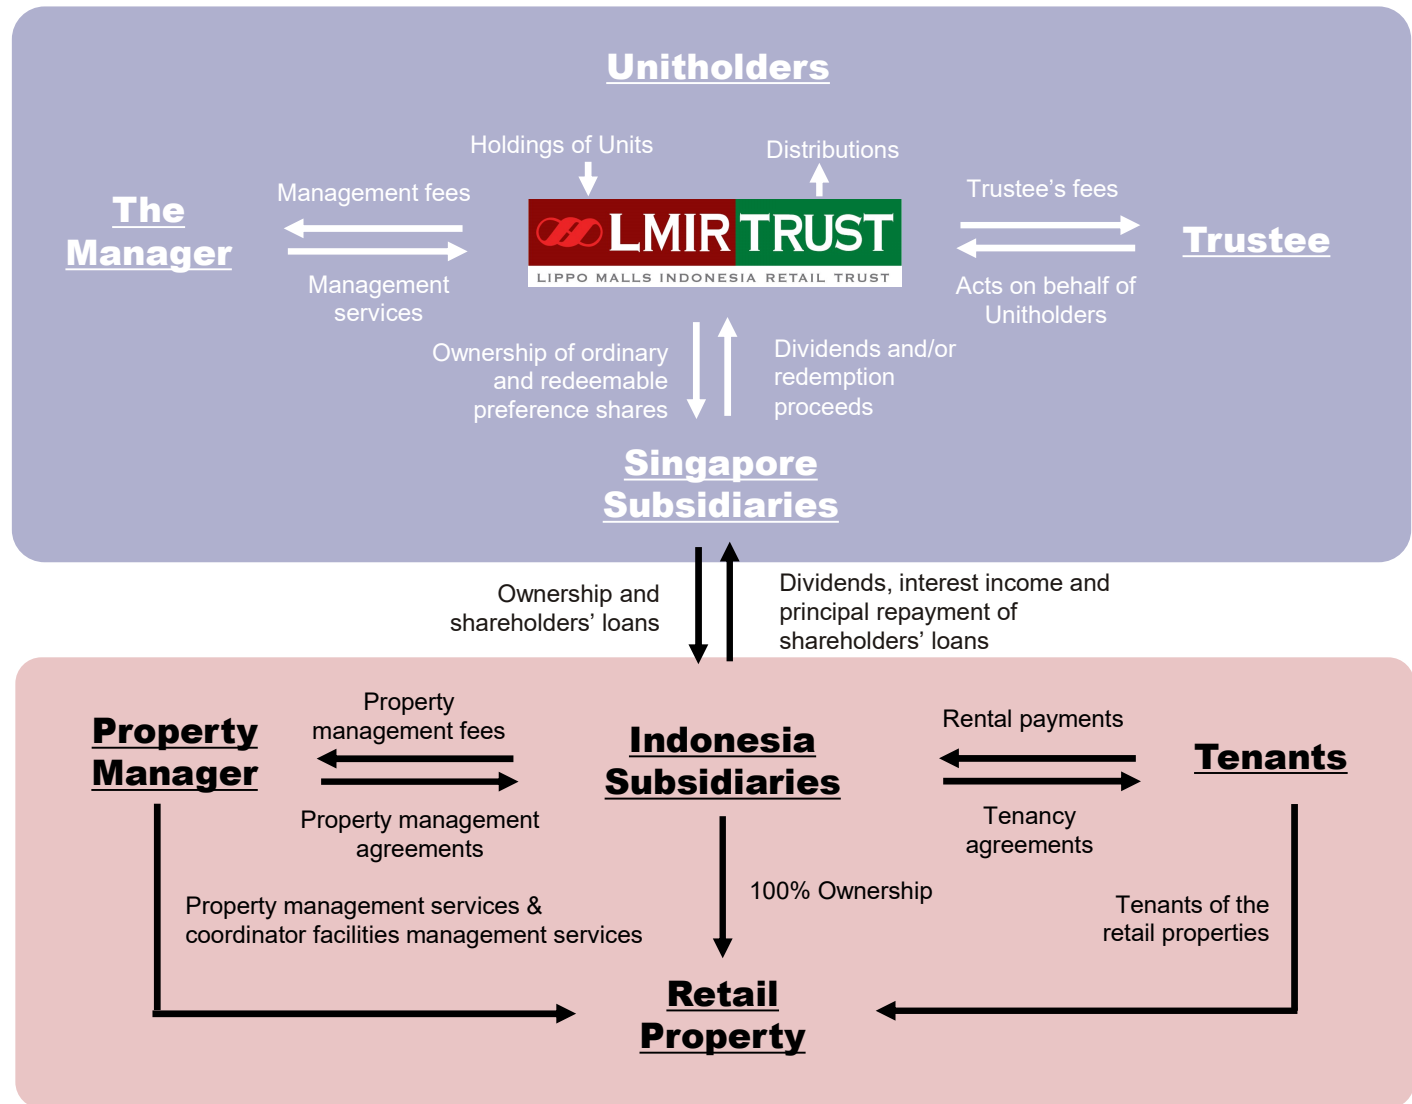 Unitholders
Holdings of Units
Distributions
Management fees
Trustee’s fees
The
Manager
LMIR TRUST
LIPPO MALLS INDONESIA RETAIL TRUST
Trustee
Management
services
Acts on behalf of
Unitholders
Ownership of ordinary
and redeemable
preference shares
Dividends and/or
redemption
proceeds
Singapore
Subsidiaries
Ownership and
shareholders’ loans
Dividends, interest income and
principal repayment of
shareholders’ loans
Property
Manager
Property
management fees
Indonesia
Subsidiaries
Rental payments
Tenants
Property management
agreements
Tenancy
agreements
Property management services &
coordinator facilities management services
100% Ownership
Tenants of the
retail properties
Retail
Property